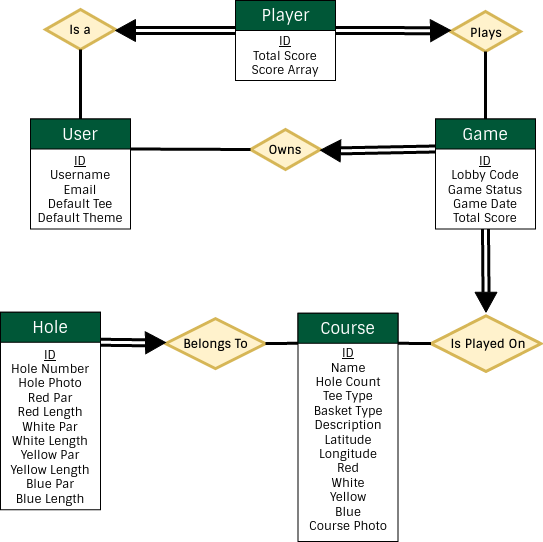 Player
ID
Total Score
Score Array
Is a
Plays
User
ID
Username
Email
Default Tee
Default Theme
Owns
Game
ID
Lobby Code
Game Status
Game Date
Total Score
Hole
ID
Hole Number
Hole Photo
Red Par
Red Length
White Par
White Length
Yellow Par
Yellow Length
Blue Par
Blue Length
Belongs To
Course
ID
Name
Hole Count
Tee Type
Basket Type
Description
Latitude
Longitude
Red
White
Yellow
Blue
Course Photo
Is Played On